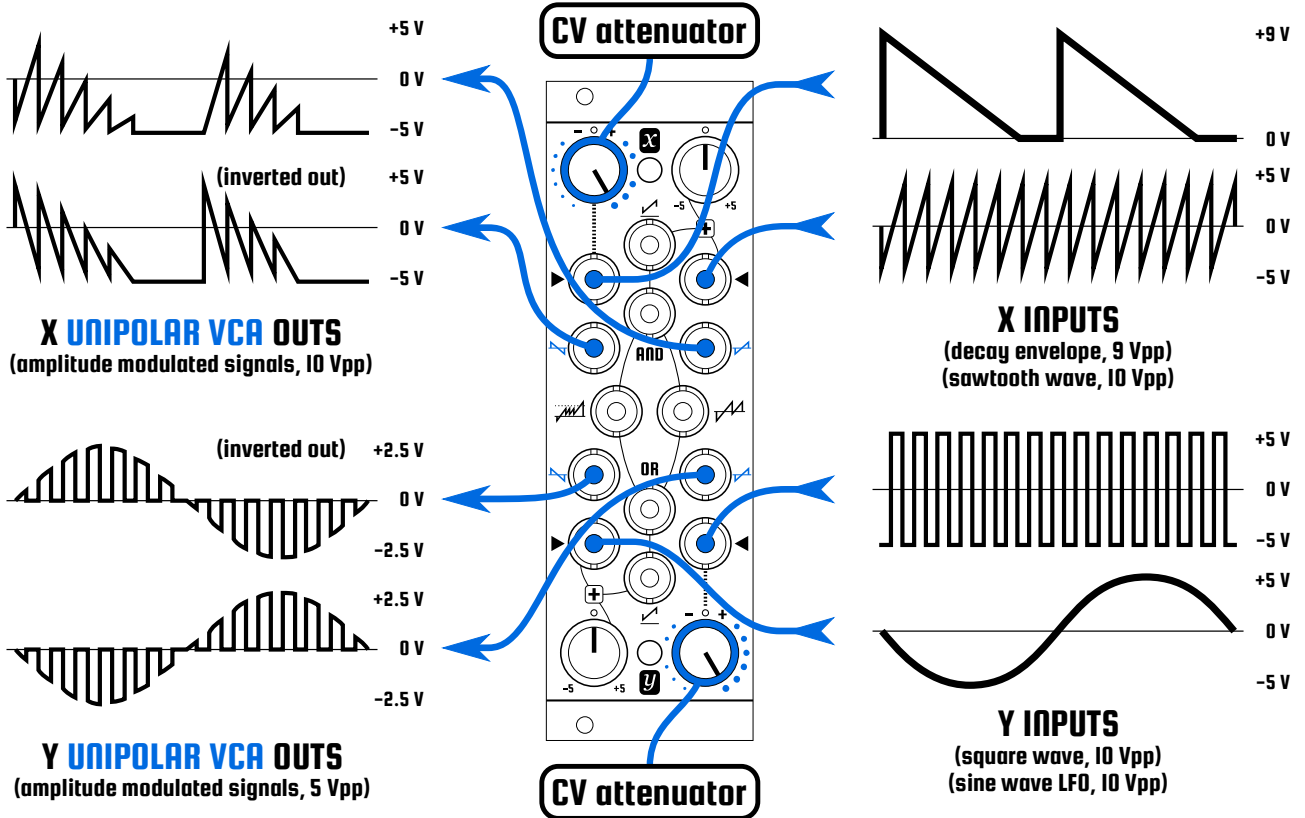 CV attenuator
+5 V
0 V
-5 V
(inverted out)
+5 V
0 V
-5 V
X UNIPOLAR VCA OUTS
(amplitude modulated signals, 10 Vpp)
(inverted out)
+2.5 V
0 V
-2.5 V
+2.5 V
0 V
-2.5 V
Y UNIPOLAR VCA OUTS
(amplitude modulated signals, 5 Vpp)
- +
x
-5 +5
+
AND
OR
+
- +
-5 +5
y
CV attenuator
+9 V
0 V
+5 V
0 V
-5 V
X INPUTS
(decay envelope, 9 Vpp)
(sawtooth wave, 10 Vpp)
+5 V
0 V
-5 V
+5 V
0 V
-5 V
Y INPUTS
(square wave, 10 Vpp)
(sine wave LFO, 10 Vpp)